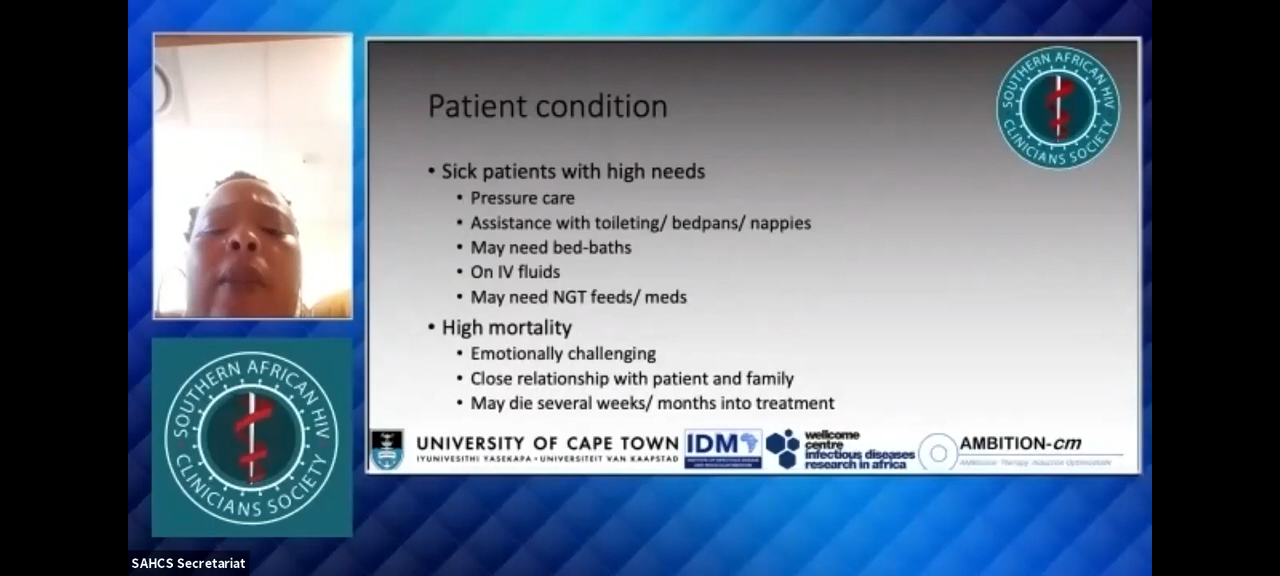 Patient condition
• Sick patients with high needs
• Pressure care
• Assistance with toileting/ bedpans/ nappies
• May need bed-baths
• On IV fluids
• May need NGT feeds/ meds
• High mortality
• Emotionally challenging
• Close relationship with patient and family
• May die several weeks/ months into treatment
SOUTHERN AFRICAN HIV
CLINICIANS SOCIETY
UNIVERSITY OF CAPE TOWN
IYUNIVESITHI YASEKAPA • UNIVERSITEIT VAN KAAPSTAD
IDM
wellcome
centre
infectious diseases
research in africa
AMBITION-cm
SOUTHERN AFRICAN HIV
CLINICIANS SOCIETY
SAHCS Secretariat